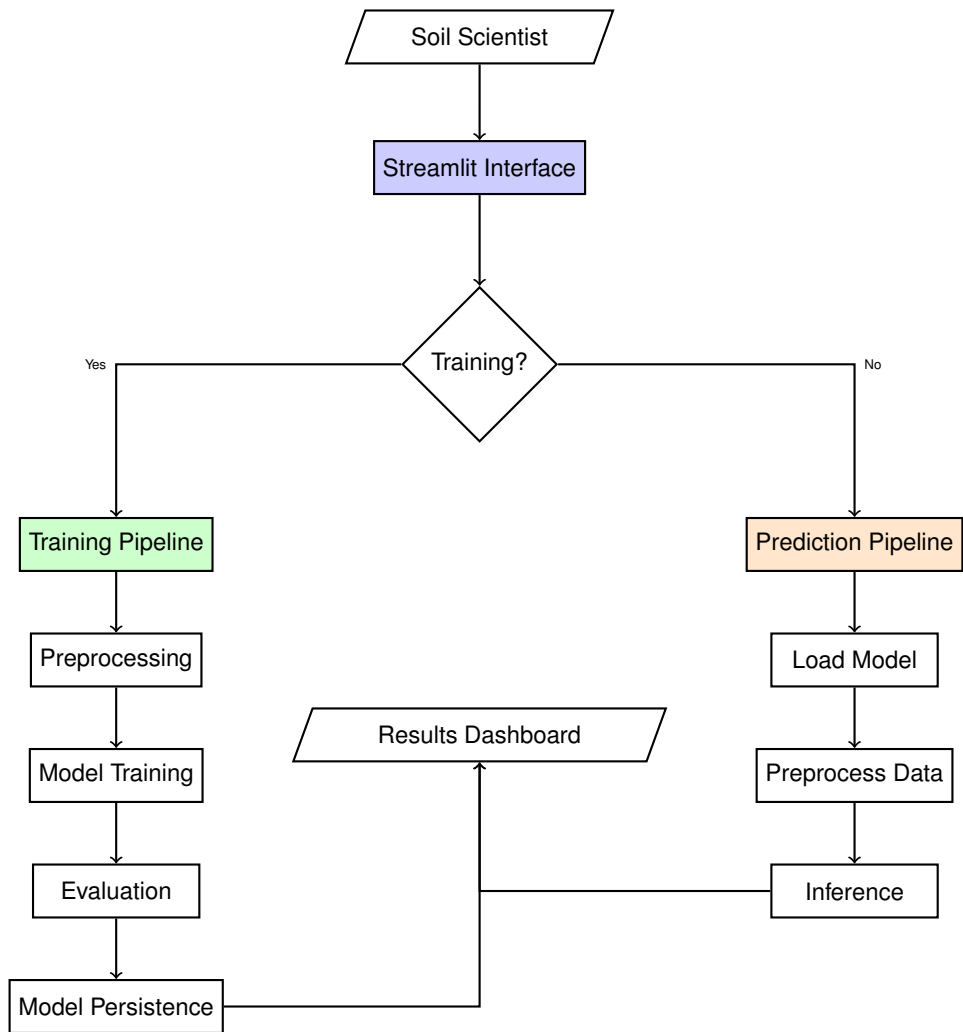 Soil Scientist
Streamlit Interface
Training?
Yes
No
Training Pipeline
Prediction Pipeline
Preprocessing
Load Model
Results Dashboard
Model Training
Preprocess Data
Evaluation
Inference
Model Persistence